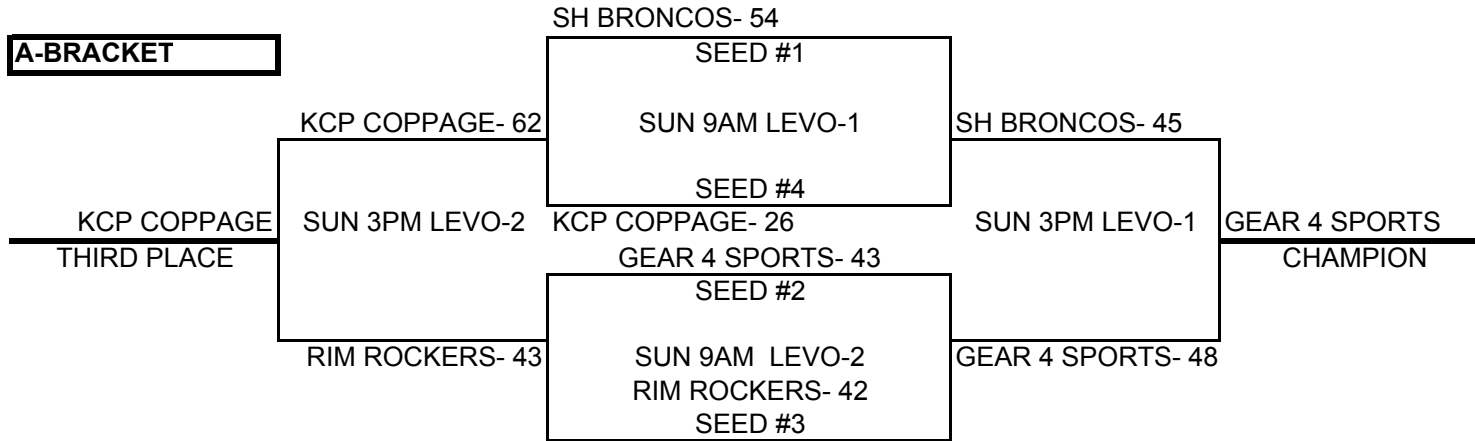 SH BRONCOS- 54
A-BRACKET
SEED #1
KCP COPPAGE- 62
SUN 9AM LEVO-1
SH BRONCOS- 45
SEED #4
KCP COPPAGE
SUN 3PM LEVO-2
KCP COPPAGE- 26
SUN 3PM LEVO-1
GEAR 4 SPORTS
THIRD PLACE
GEAR 4 SPORTS- 43
CHAMPION
SEED #2
RIM ROCKERS- 43
SUN 9AM  LEVO-2
GEAR 4 SPORTS- 48
RIM ROCKERS- 42
SEED #3